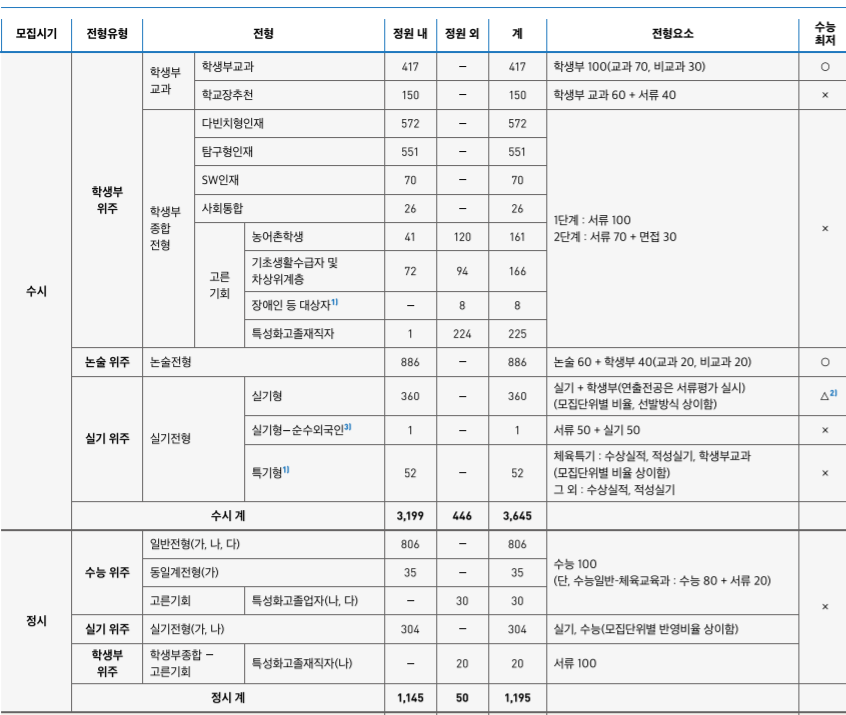 모집시기 전형유형 전형 정원 내 정원 외 계 전형요소 수능
최저
수시
학생부
위주
학생부
교과
학생부교과 417 – 417 학생부 100(교과 70, 비교과 30) ○
학교장추천 150 – 150 학생부 교과 60 + 서류 40 ×
학생부
종합
전형
다빈치형인재 572 – 572
탐구형인재 551 – 551
SW인재 70 – 70
사회통합 26 – 26
고른
기회
농어촌학생 41 120 161
기초생활수급자 및
차상위계층 72 94 166
장애인 등 대상자1) – 8 8
특성화고졸재직자 1 224 225
1단계 : 서류 100
2단계 : 서류 70 + 면접 30
×
논술 위주 논술전형 886 – 886 논술 60 + 학생부 40(교과 20, 비교과 20) ○
실기 위주 실기전형
실기형 360 – 360 실기 + 학생부(연출전공은 서류평가 실시)
(모집단위별 비율, 선발방식 상이함) △2)
실기형–순수외국인3) 1 – 1 서류 50 + 실기 50 ×
특기형1) 52 – 52 체육특기 : 수상실적, 적성실기, 학생부교과
(모집단위별 비율 상이함)
그 외 : 수상실적, 적성실기 ×
수시 계 3,199 446 3,645
정시
수능 위주
일반전형(가, 나, 다) 806 – 806
동일계전형(가) 35 – 35
고른기회 특성화고졸업자(나, 다) – 30 30
수능 100
(단, 수능일반-체육교육과 : 수능 80 + 서류 20)
×
실기 위주 실기전형(가, 나) 304 – 304 실기, 수능(모집단위별 반영비율 상이함)
학생부
위주
학생부종합 –
고른기회 특성화고졸재직자(나) – 20 20 서류 100
정시 계 1,145 50 1,195